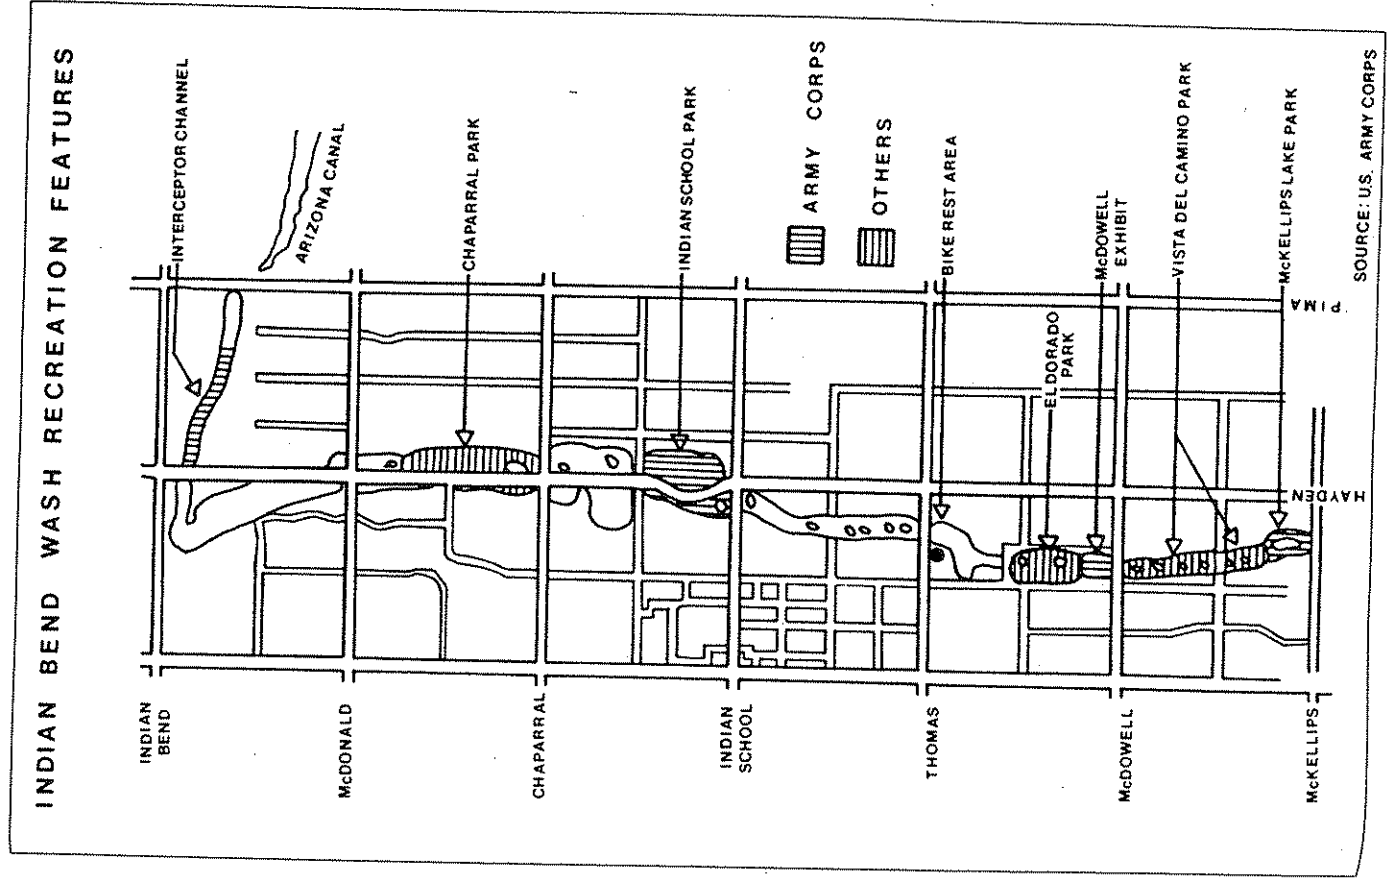 INDIAN BEND WASH RECREATION FEATURES
INTERCEPTOR CHANNEL
ARIZONA CANAL
CHAPARRAL PARK
INDIAN SCHOOL PARK
ARMY CORPS
OTHERS
BIKE REST AREA
McDOWELL
EXHIBIT
VISTA DEL CAMINO PARK
McKELLIPS LAKE PARK
ELDORADO
PARK
PIMA
HAYDEN
INDIAN
BEND
McDONALD
CHAPARRAL
INDIAN
SCHOOL
THOMAS
McDOWELL
McKELLIPS
SOURCE: U.S. ARMY CORPS